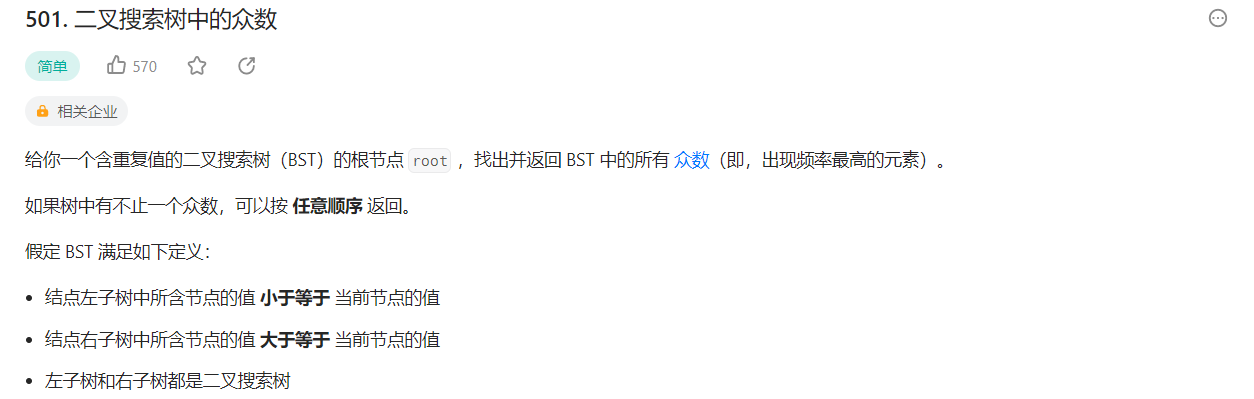 501. 二叉搜索树中的众数
简单 570
相关企业
给你一个含重复值的二叉搜索树（BST）的根节点 root ，找出并返回 BST 中的所有 众数（即，出现频率最高的元素）。
如果树中有不止一个众数，可以按 任意顺序 返回。
假定 BST 满足如下定义：
• 结点左子树中所含节点的值 小于等于 当前节点的值
• 结点右子树中所含节点的值 大于等于 当前节点的值
• 左子树和右子树都是二叉搜索树